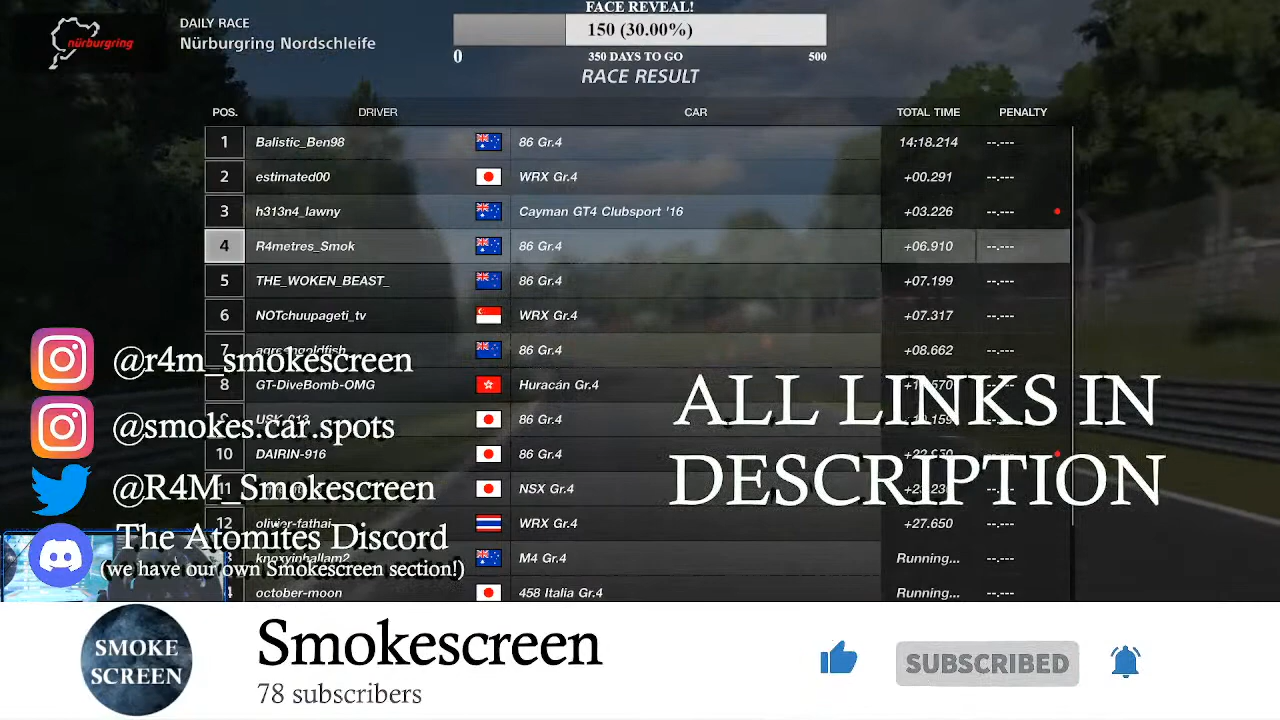 FACE REVEAL!
DAILY RACE
Nürburgring Nordschleife
nürburgring
150 (30.00%)
0 350 DAYS TO GO 500
RACE RESULT
POS. DRIVER CAR TOTAL TIME PENALTY
1 Balistic_Ben98 86 Gr.4 14:18.214 --.---
2 estimated00 WRX Gr.4 +00.291 --.---
3 h313n4_lawny Cayman GT4 Clubsport '16 +03.226 --.---
4 R4metres_Smok 86 Gr.4 +06.910 --.---
5 THE_WOKEN_BEAST_ 86 Gr.4 +07.199 --.---
6 NOTchuupageti_tv WRX Gr.4 +07.317 --.---
7 86 Gr.4 +08.662 --.---
@r4m_smokescreen
8 GT-DiveBomb-OMG Huracán Gr.4
ALL LINKS IN
86 Gr.4
@smokes.car.spots
10 DAIRIN-916 86 Gr.4
DESCRIPTION
NSX Gr.4
@R4M_Smokescreen
12 WRX Gr.4 +27.650 --.---
The Atomites Discord
M4 Gr.4 Running... --.---
(we have our own Smokescreen section!)
october-moon 458 Italia Gr.4 Running... --.---
SMOKE
SCREEN
Smokescreen
78 subscribers
SUBSCRIBED